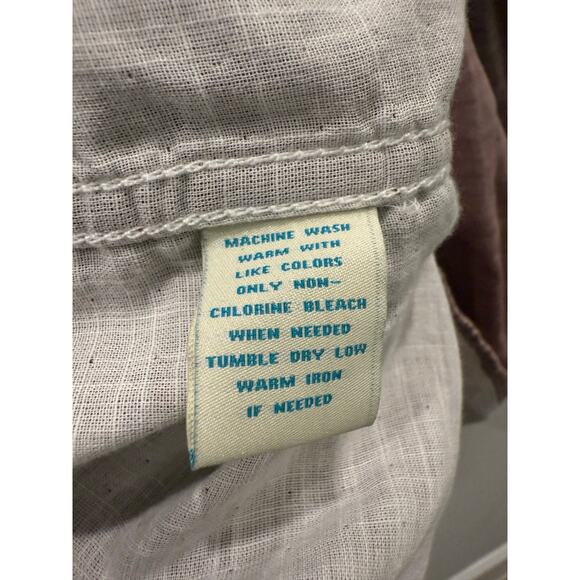 MACHINE WASH
WARM WITH
LIKE COLORS
ONLY NON-
CHLORINE BLEACH
WHEN NEEDED
TUMBLE DRY LOW
WARM IRON
IF NEEDED